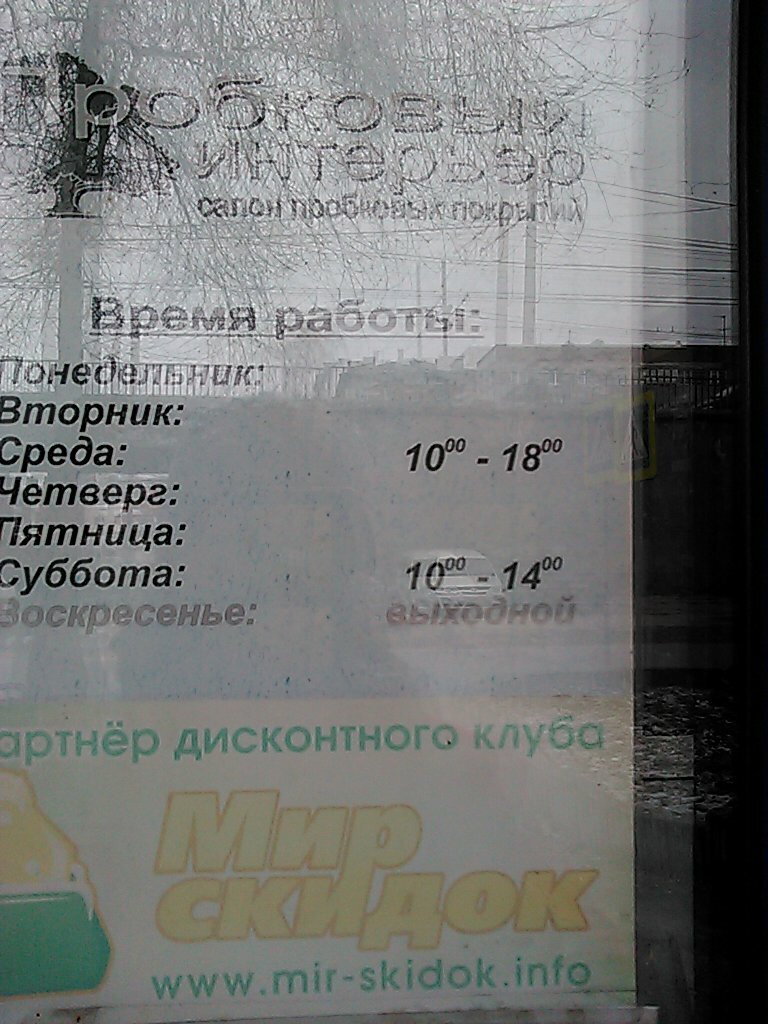 Пробковый
интерьер
салон пробковых покрытий
Время работы:
Понедельник:
Вторник:
Среда: 10⁰⁰ - 18⁰⁰
Четверг:
Пятница:
Суббота: 10⁰⁰ - 14⁰⁰
Воскресенье: выходной
артнёр дисконтного клуба
Мир
скидок
www.mir-skidok.info